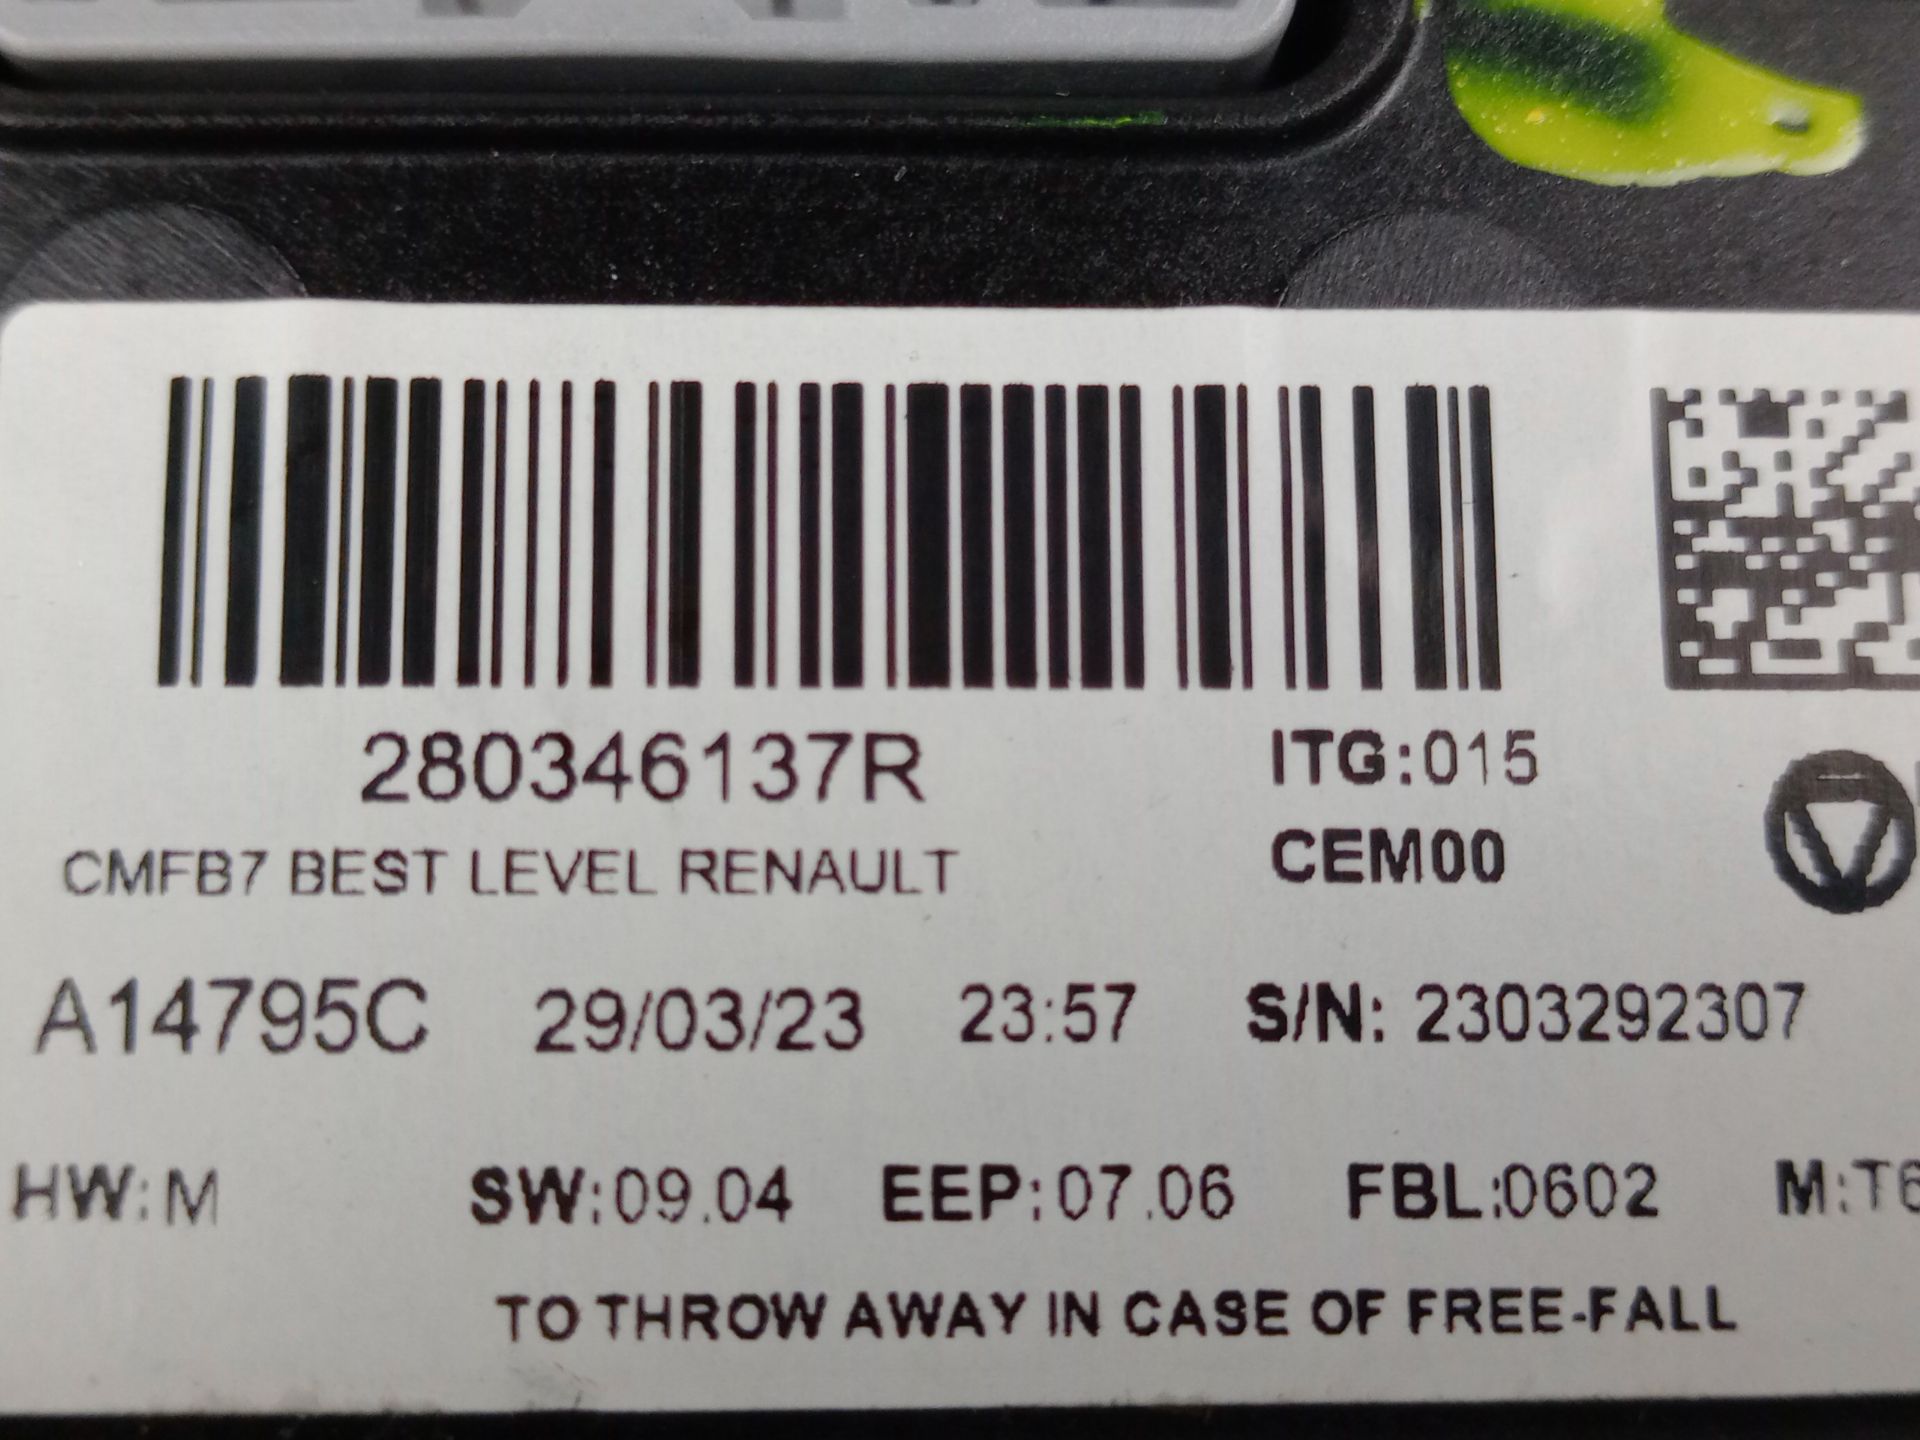 280346137R ITG:015
CMFB7 BEST LEVEL RENAULT CEM00
A14795C 29/03/23 23:57 S/N: 2303292307
HW:M SW:09.04 EEP:07.06 FBL:0602 M:T6
TO THROW AWAY IN CASE OF FREE-FALL